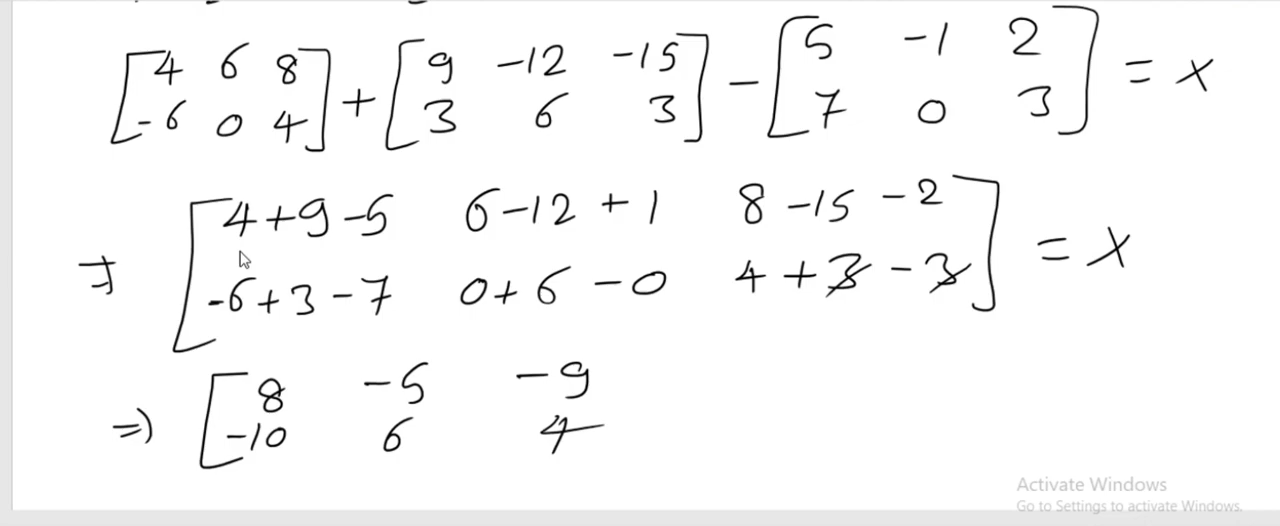 [4 6 8 + [9 -12 -15] - [5 -1 2] = x
-6 0 4] 3 6 3 7 0 3
⇒ [4+9-5 6-12+1 8-15-2] = x
-6+3-7 0+6-0 4+3-3
⇒) [8 -5 -9
-10 6 4
Activate Windows
Go to Settings to activate Windows.